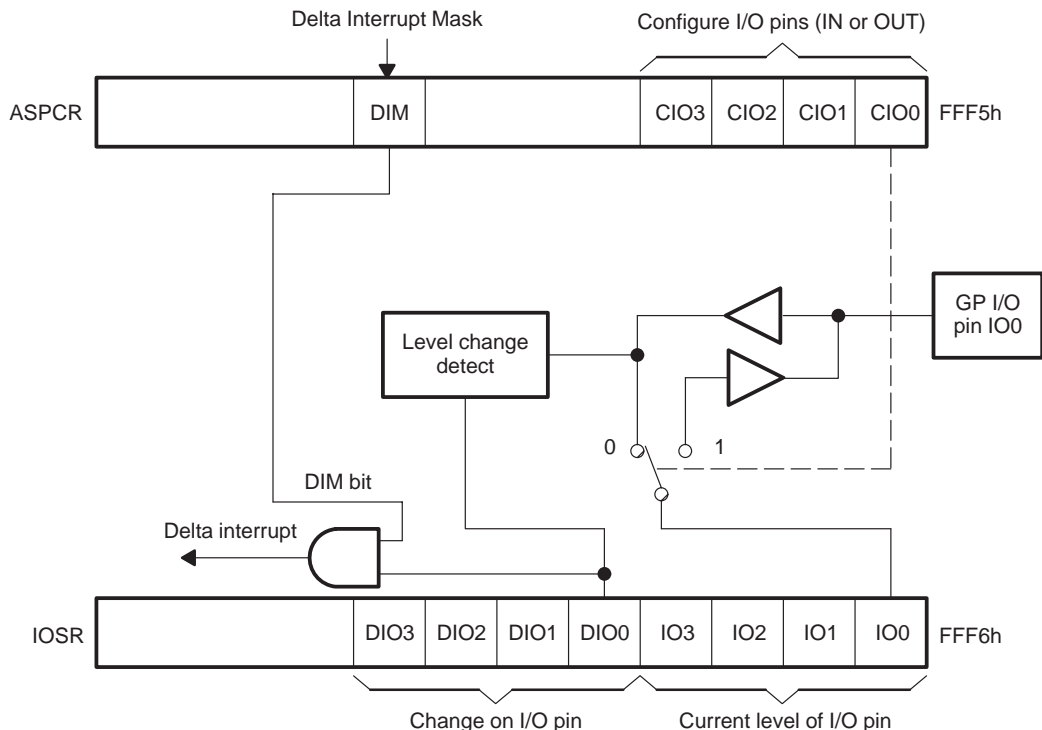 Delta Interrupt Mask
Configure I/O pins (IN or OUT)
ASPCR
DIM
CIO3
CIO2
CIO1
CIO0
FFF5h
GP I/O
pin IO0
Level change
detect
0
1
DIM bit
Delta interrupt
IOSR
DIO3
DIO2
DIO1
DIO0
IO3
IO2
IO1
IO0
FFF6h
Change on I/O pin
Current level of I/O pin